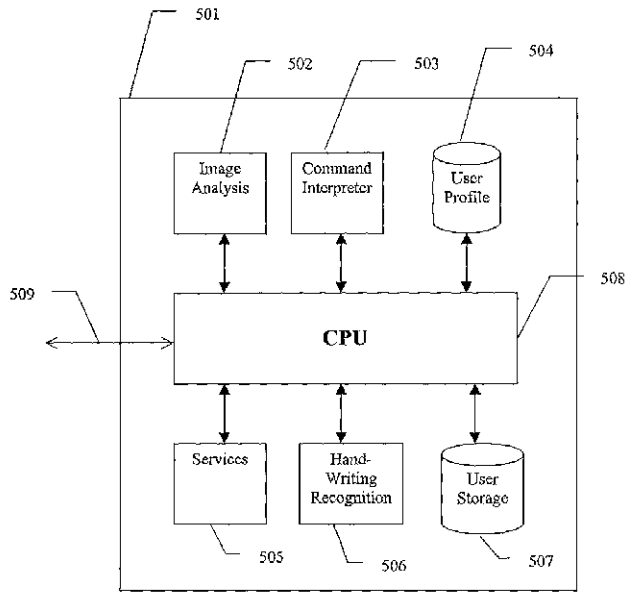 501
502
503
504
Image
Analysis
Command
Interpreter
User
Profile
508
509
CPU
Services
Hand-
Writing
Recognition
User
Storage
505
506
507